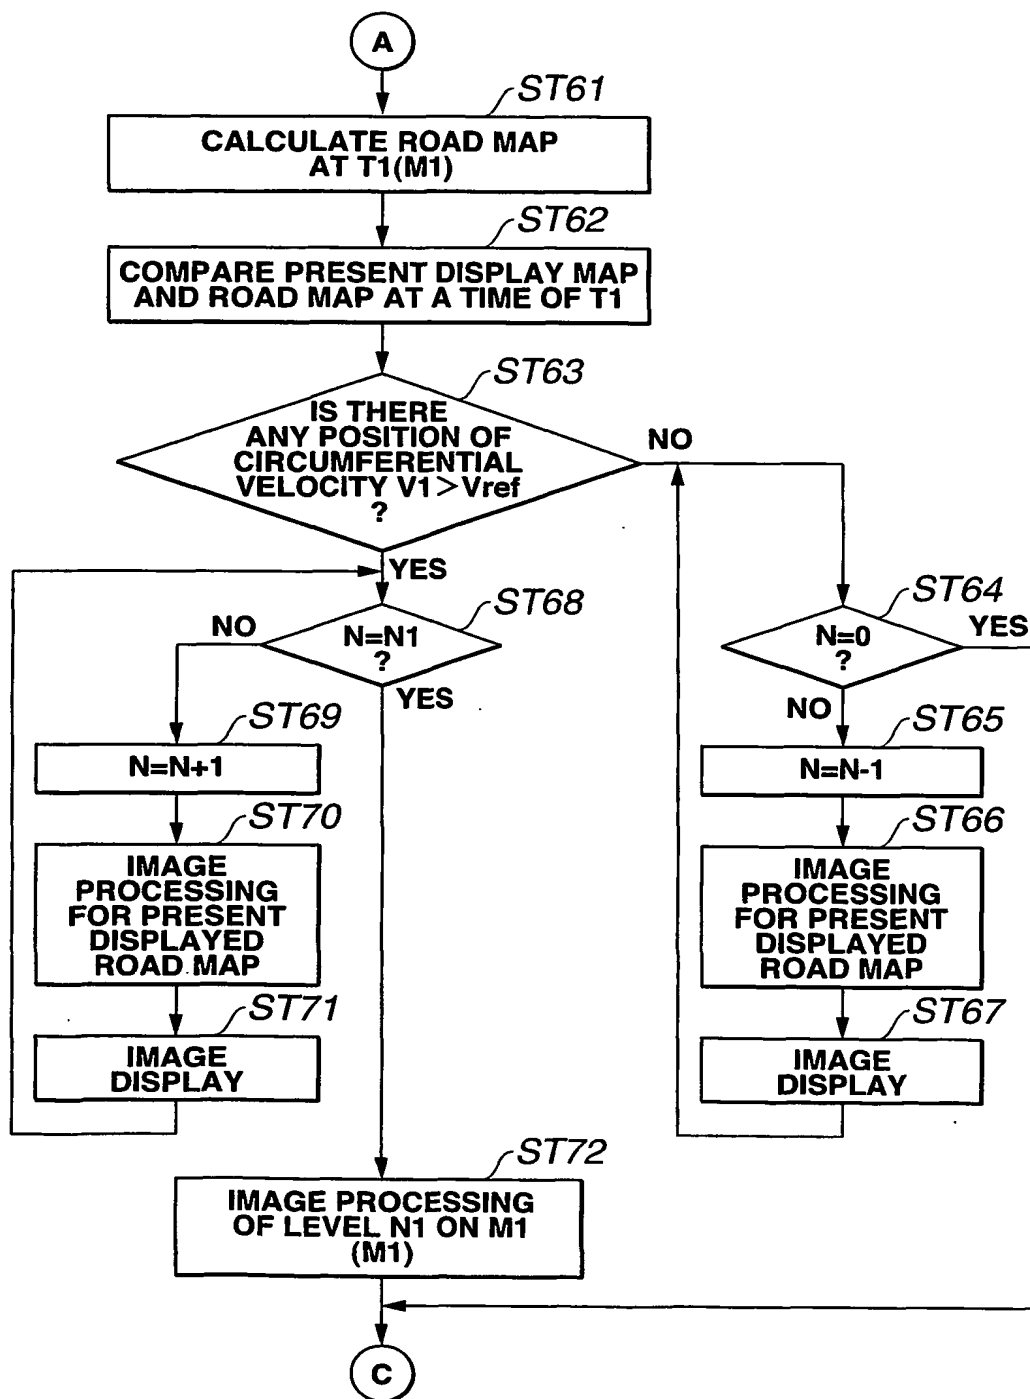 A
ST61
CALCULATE ROAD MAP
AT T1(M1)
ST62
COMPARE PRESENT DISPLAY MAP
AND ROAD MAP AT A TIME OF T1
ST63
IS THERE
ANY POSITION OF
CIRCUMFERENTIAL
VELOCITY V1>Vref
?
NO
YES
ST68
NO
N=N1
?
YES
ST69
N=N+1
ST70
IMAGE
PROCESSING
FOR PRESENT
DISPLAYED
ROAD MAP
ST71
IMAGE
DISPLAY
ST64
N=0
?
YES
NO
ST65
N=N-1
ST66
IMAGE
PROCESSING
FOR PRESENT
DISPLAYED
ROAD MAP
ST67
IMAGE
DISPLAY
ST72
IMAGE PROCESSING
OF LEVEL N1 ON M1
(M1)
C